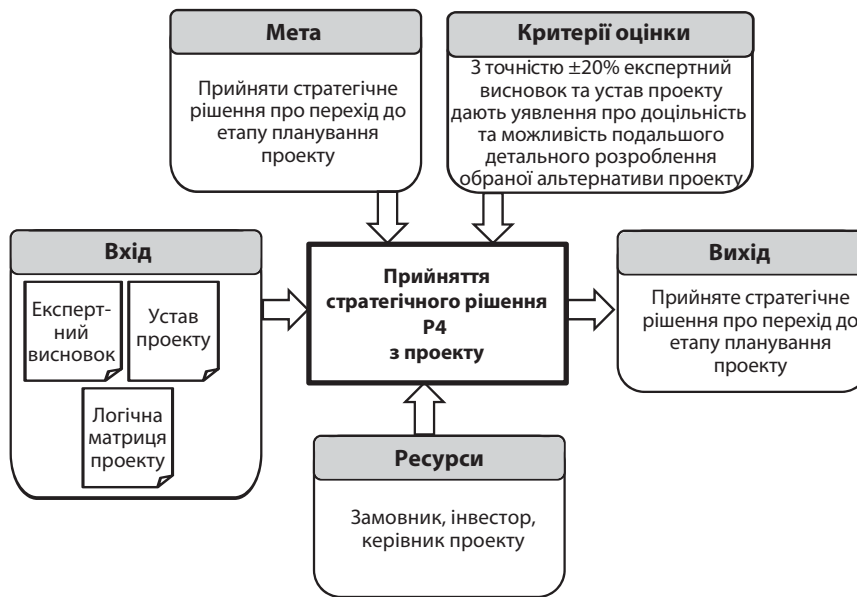 Мета
Прийняти стратегічне
рішення про перехід до
етапу планування
проекту
Критерії оцінки
З точністю ±20% експертний
висновок та устав проекту
дають уявлення про доцільність
та можливість подальшого
детального розроблення
обраної альтернативи проекту
Вхід
Експерт-
ний
висновок
Устав
проекту
Логічна
матриця
проекту
Прийняття
стратегічного рішення
Р4
з проекту
Вихід
Прийняте стратегічне
рішення про перехід до
етапу планування
проекту
Ресурси
Замовник, інвестор,
керівник проекту